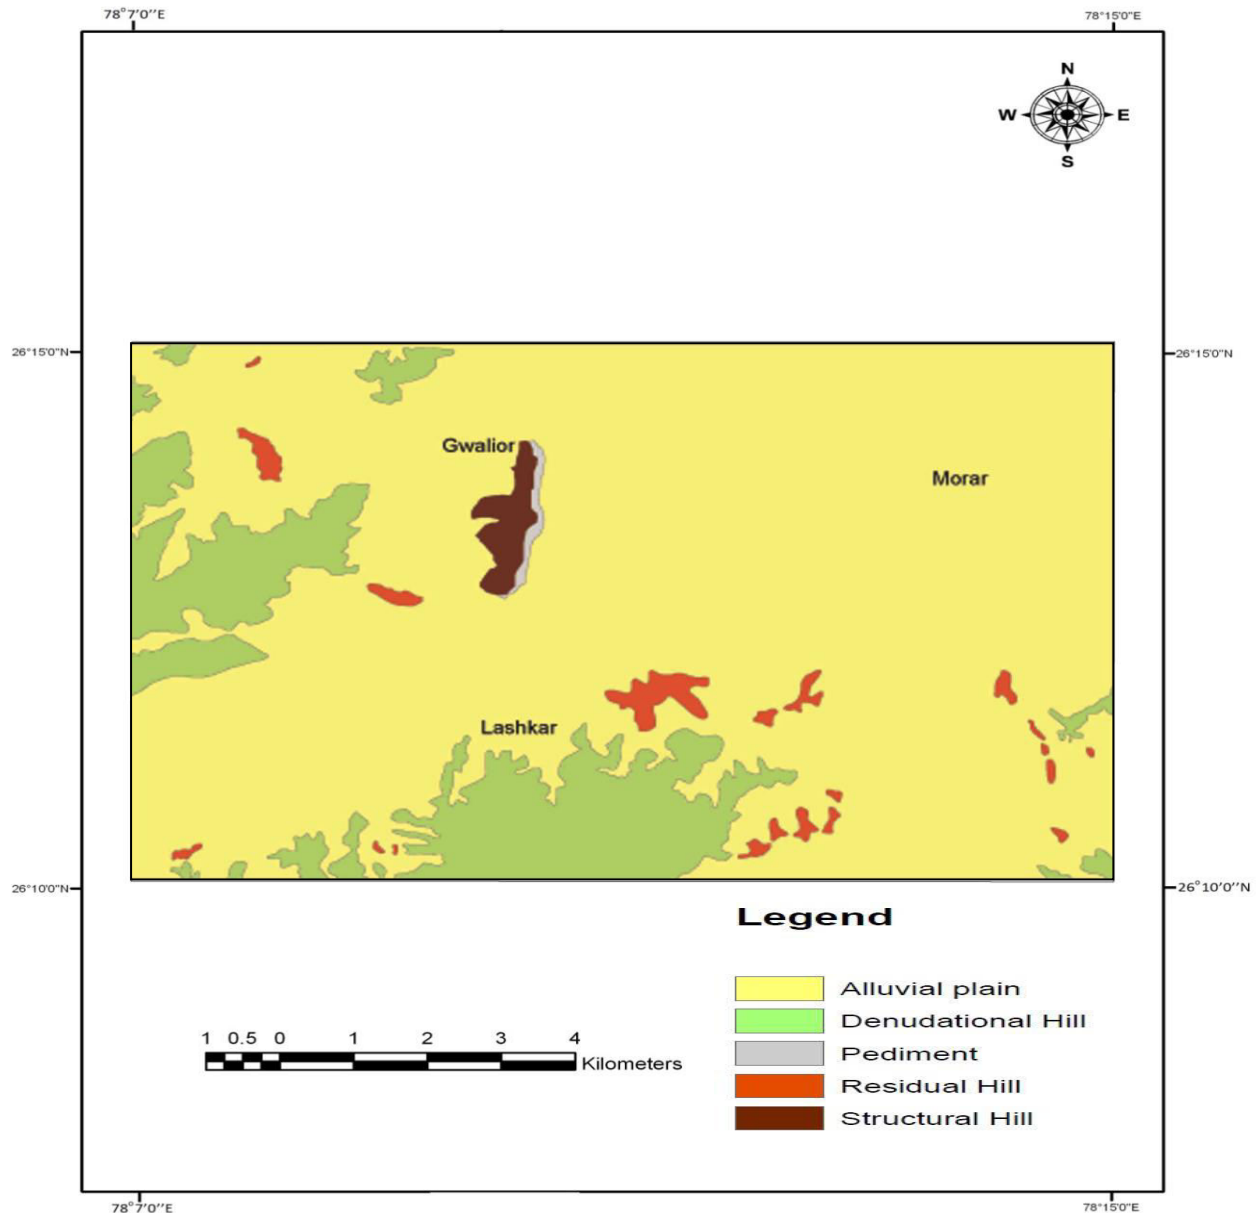 78°7'0''E
78°15'0"E
N
W E
S
26°15'0"N
26°15'0"N
Gwalior
Morar
Lashkar
26°10'0"N
26°10'0''N
Legend
Alluvial plain
Denudational Hill
Pediment
Residual Hill
Structural Hill
1 0.5 0 1 2 3 4
Kilometers
78°7'0''E
78°15'0"E